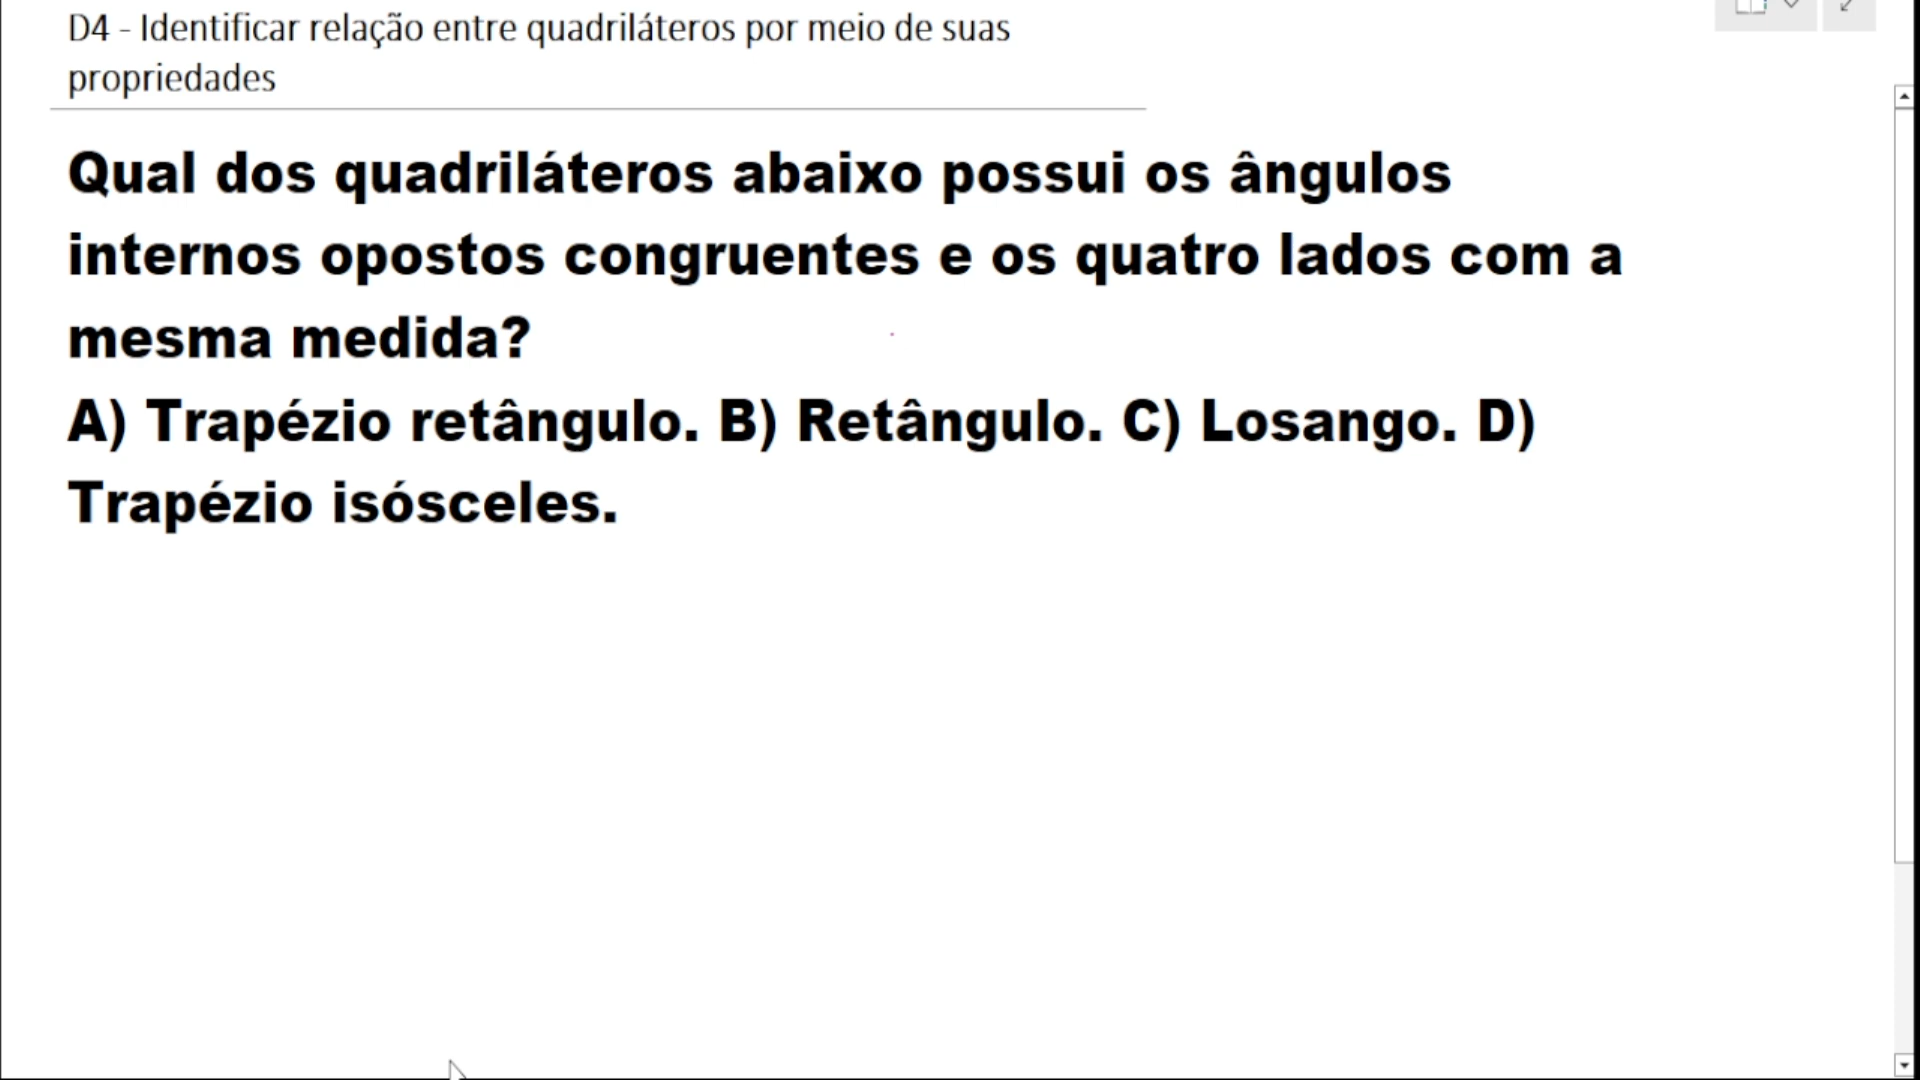 D4 - Identificar relação entre quadriláteros por meio de suas
propriedades
Qual dos quadriláteros abaixo possui os ângulos
internos opostos congruentes e os quatro lados com a
mesma medida?
A) Trapézio retângulo. B) Retângulo. C) Losango. D)
Trapézio isósceles.